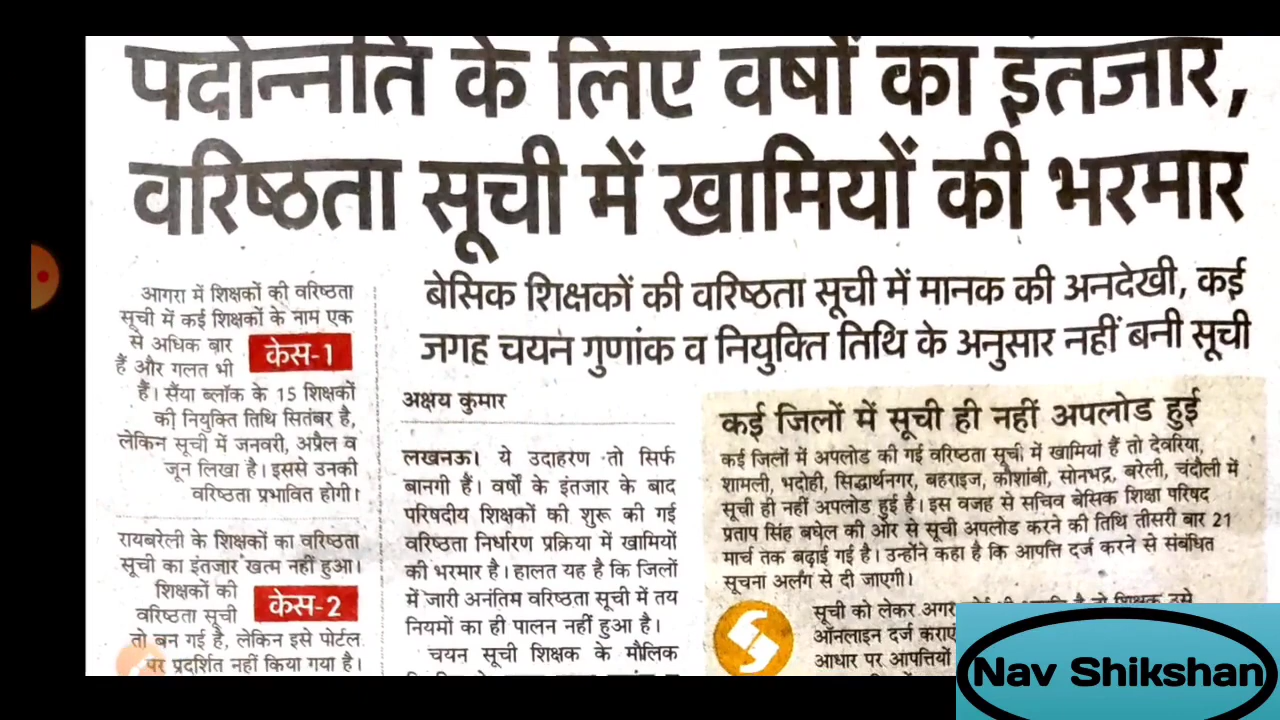 पदोन्नति के लिए वर्षों का इंतजार,
वरिष्ठता सूची में खामियों की भरमार
बेसिक शिक्षकों की वरिष्ठता सूची में मानक की अनदेखी, कई
जगह चयन गुणांक व नियुक्ति तिथि के अनुसार नहीं बनी सूची
आगरा में शिक्षकों की वरिष्ठता
सूची में कई शिक्षकों के नाम एक
से अधिक बार
हैं और गलत भी
केस-1
हैं। सैंया ब्लॉक के 15 शिक्षकों
की नियुक्ति तिथि सितंबर है,
लेकिन सूची में जनवरी, अप्रैल व
जून लिखा है। इससे उनकी
वरिष्ठता प्रभावित होगी।
रायबरेली के शिक्षकों का वरिष्ठता
सूची का इंतजार खत्म नहीं हुआ।
शिक्षकों की
वरिष्ठता सूची
केस-2
तो बन गई है, लेकिन इसे पोर्टल
पर प्रदर्शित नहीं किया गया है।
अक्षय कुमार
लखनऊ। ये उदाहरण तो सिर्फ
बानगी हैं। वर्षों के इंतजार के बाद
परिषदीय शिक्षकों की शुरू की गई
वरिष्ठता निर्धारण प्रक्रिया में खामियों
की भरमार है। हालत यह है कि जिलों
में जारी अनंतिम वरिष्ठता सूची में तय
नियमों का ही पालन नहीं हुआ है।
चयन सूची शिक्षक के मौलिक
कई जिलों में सूची ही नहीं अपलोड हुई
कई जिलों में अपलोड की गई वरिष्ठता सूची में खामियां हैं तो देवरिया,
शामली, भदोही, सिद्धार्थनगर, बहराइज, कौशांबी, सोनभद्र, बरेली, चंदौली में
सूची ही नहीं अपलोड हुई है। इस वजह से सचिव बेसिक शिक्षा परिषद
प्रताप सिंह बघेल की ओर से सूची अपलोड करने की तिथि तीसरी बार 21
मार्च तक बढ़ाई गई है। उन्होंने कहा है कि आपत्ति दर्ज करने से संबंधित
सूचना अलग से दी जाएगी।
सूची को लेकर अगर
ऑनलाइन दर्ज कराए
आधार पर आपत्तियों
Nav Shikshan